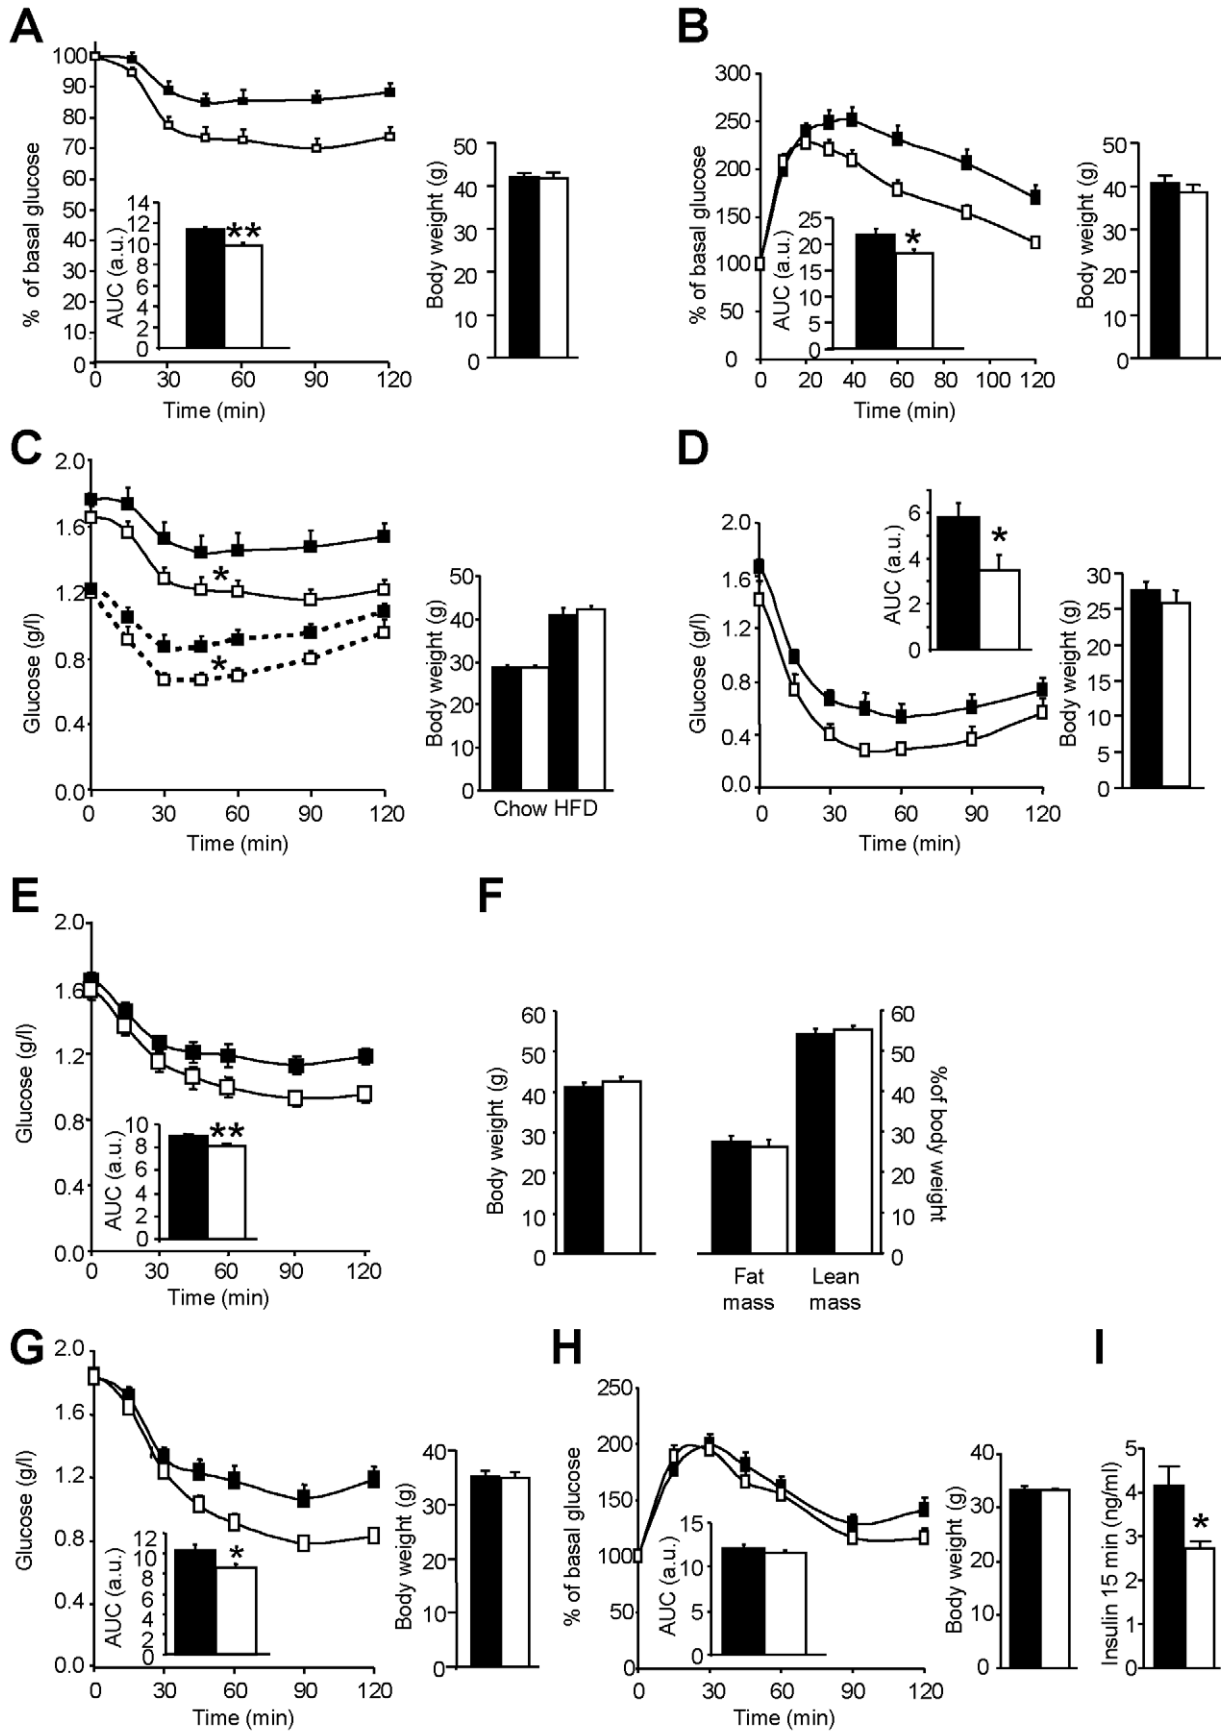 A
100
90
80
70
60
50
40
30
20
10
0
% of basal glucose
0 30 60 90 120
Time (min)
14
12
10
8
6
4
2
0
AUC (a.u.)
**
50
40
30
20
10
0
Body weight (g)
B
300
250
200
150
100
50
0
% of basal glucose
0 20 40 60 80 100 120
Time (min)
25
20
15
10
5
0
AUC (a.u.)
*
50
40
30
20
10
0
Body weight (g)
C
2.0
1.6
1.2
0.8
0.4
0.0
Glucose (g/l)
*
*
0 30 60 90 120
Time (min)
50
40
30
20
10
0
Body weight (g)
Chow HFD
D
2.0
1.6
1.2
0.8
0.4
0.0
Glucose (g/l)
0 30 60 90 120
Time (min)
6
4
2
0
AUC (a.u.)
*
30
25
20
15
10
5
0
Body weight (g)
E
2.0
1.6
1.2
0.8
0.4
0.0
Glucose (g/l)
0 30 60 90 120
Time (min)
10
8
6
4
2
0
AUC (a.u.)
**
F
60
50
40
30
20
10
0
Body weight (g)
60
50
40
30
20
10
0
%of body weight
Fat
mass
Lean
mass
G
2.0
1.6
1.2
0.8
0.4
0.0
Glucose (g/l)
0 30 60 90 120
Time (min)
12
10
8
6
4
2
0
AUC (a.u.)
*
40
30
20
10
0
Body weight (g)
H
250
200
150
100
50
0
% of basal glucose
0 30 60 90 120
Time (min)
15
10
5
0
AUC (a.u.)
40
30
20
10
0
Body weight (g)
I
5
4
3
2
1
0
Insulin 15 min (ng/ml)
*